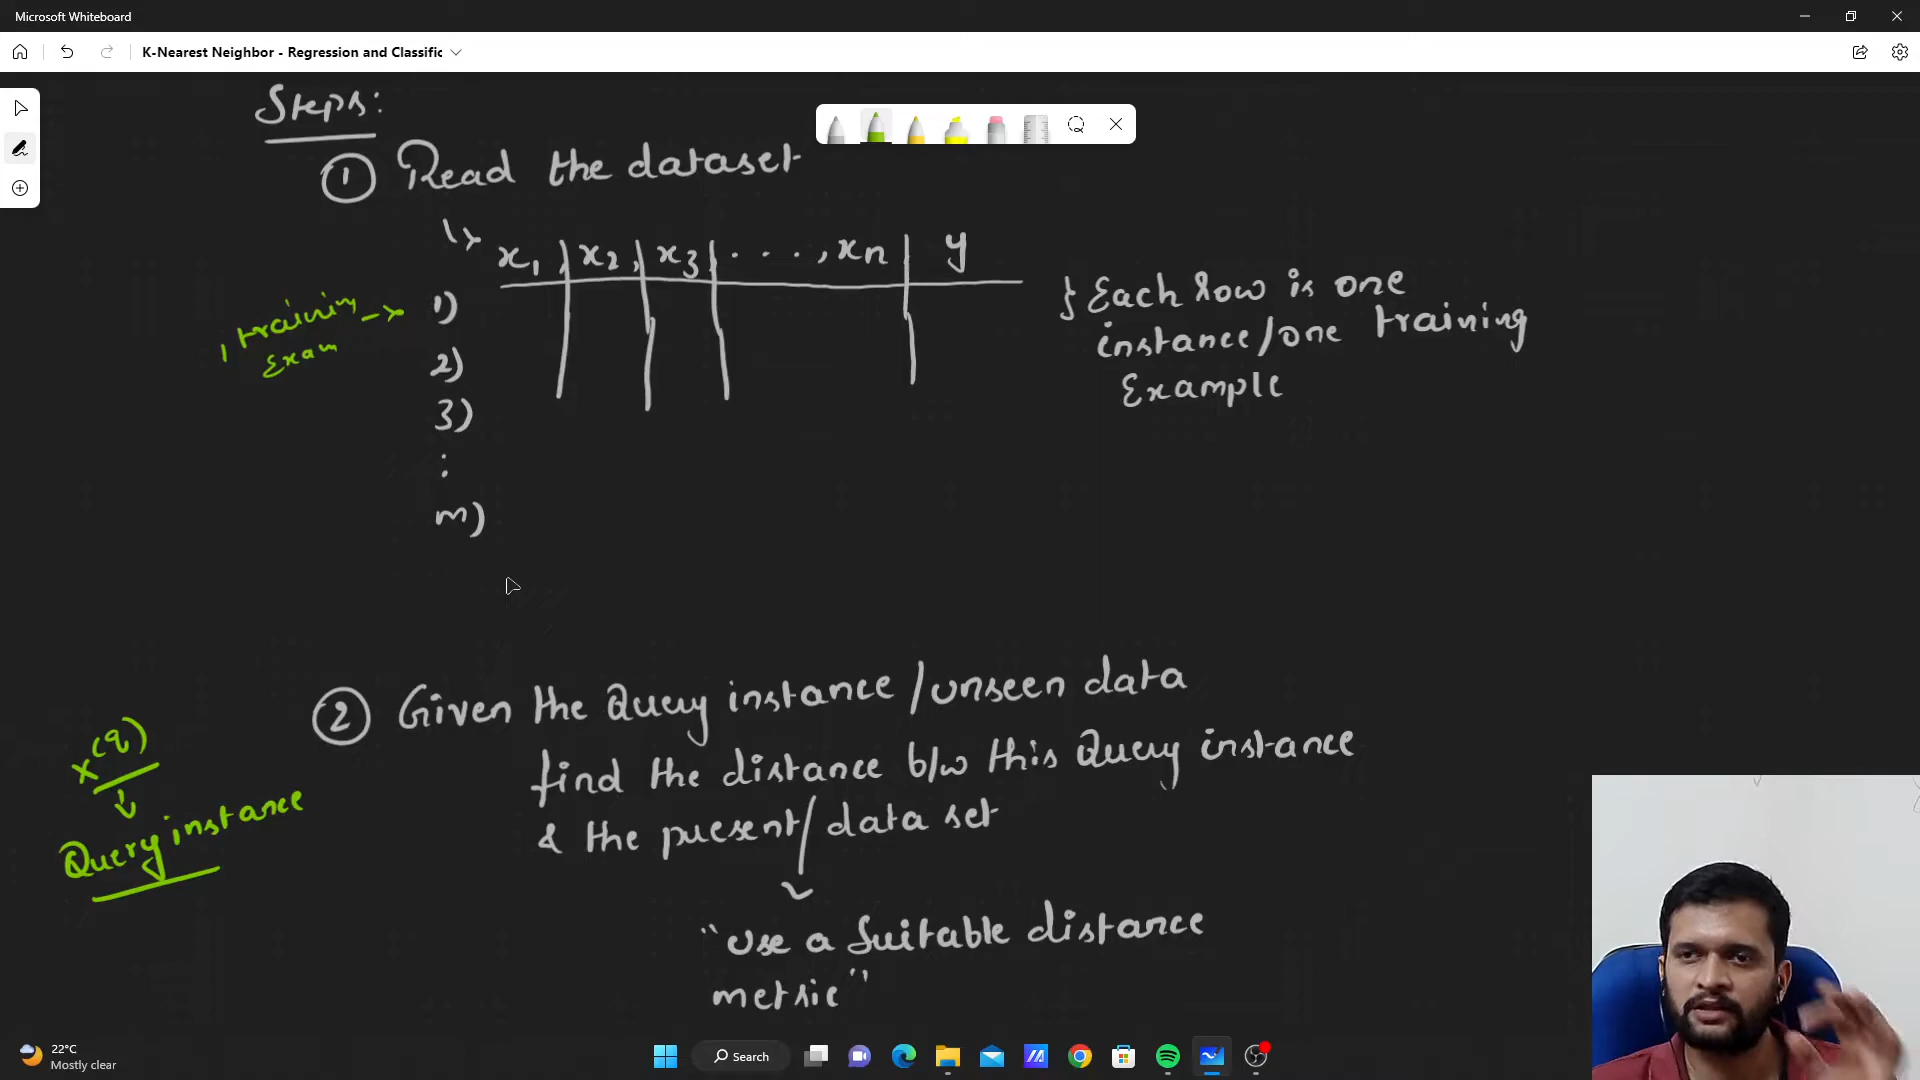 Microsoft Whiteboard
K-Nearest Neighbor - Regression and Classific
Steps:
① Read the dataset
x1, x2, x3, . . . ., xn y
1 training
Exam
1)
2)
3)
:
m)
} Each Row is one
instance/one training
Example
② Given the Query instance/unseen data
find the distance b/w this Query instance
& the present data set
"use a Suitable distance
metric"
x(q)
Query instance
22°C
Mostly clear
Search